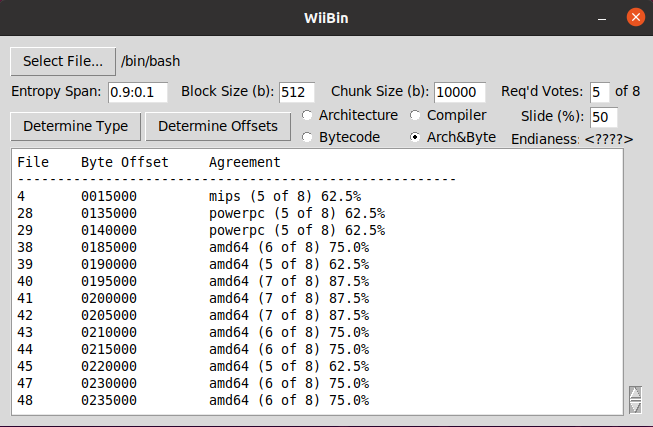 WiiBin
Select File... /bin/bash
Entropy Span: 0.9:0.1 Block Size (b): 512 Chunk Size (b): 10000 Req'd Votes: 5 of 8
Determine Type Determine Offsets Architecture Compiler Slide (%): 50
Bytecode Arch&Byte Endianess: <????>
File Byte Offset Agreement
-------------------------------------------------------
4 0015000 mips (5 of 8) 62.5%
28 0135000 powerpc (5 of 8) 62.5%
29 0140000 powerpc (5 of 8) 62.5%
38 0185000 amd64 (6 of 8) 75.0%
39 0190000 amd64 (5 of 8) 62.5%
40 0195000 amd64 (7 of 8) 87.5%
41 0200000 amd64 (7 of 8) 87.5%
42 0205000 amd64 (7 of 8) 87.5%
43 0210000 amd64 (6 of 8) 75.0%
44 0215000 amd64 (6 of 8) 75.0%
45 0220000 amd64 (5 of 8) 62.5%
47 0230000 amd64 (6 of 8) 75.0%
48 0235000 amd64 (6 of 8) 75.0%